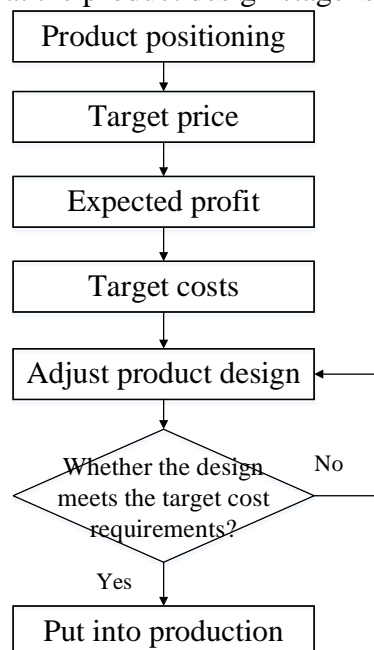 Product positioning
Target price
Expected profit
Target costs
Adjust product design
Whether the design
meets the target cost
requirements?
No
Yes
Put into production